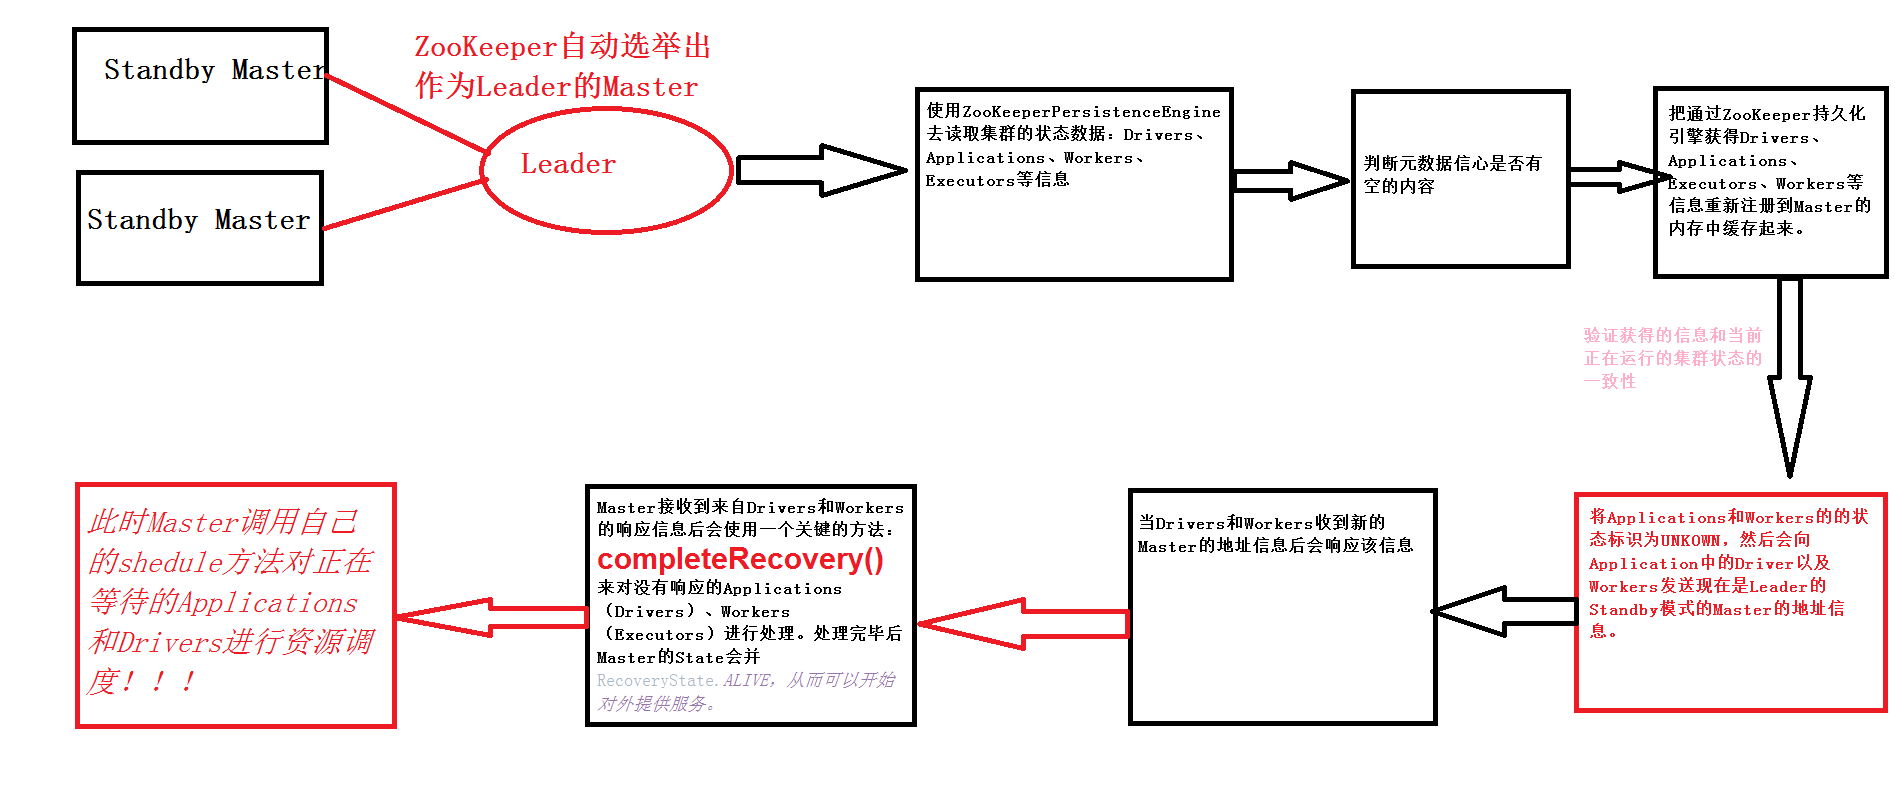 Standby Master
ZooKeeper自动选举出
作为Leader的Master
Leader
Standby Master
使用ZooKeeperPersistenceEngine
去读取集群的状态数据：Drivers、
Applications、Workers、
Executors等信息
判断元数据信心是否有
空的内容
把通过ZooKeeper持久化
引擎获得Drivers、
Applications、
Executors、Workers等
信息重新注册到Master的
内存中缓存起来。
验证获得的信息和当前
正在运行的集群状态的
一致性
将Applications和Workers的的状
态标识为UNKOWN，然后会向
Application中的Driver以及
Workers发送现在是Leader的
Standby模式的Master的地址信
息。
当Drivers和Workers收到新的
Master的地址信息后会响应该信息
Master接收到来自Drivers和Workers
的响应信息后会使用一个关键的方法：
completeRecovery()
来对没有响应的Applications
（Drivers）、Workers
（Executors）进行处理。处理完毕后
Master的State会并
RecoveryState.ALIVE，从而可以开始
对外提供服务。
此时Master调用自己
的shedule方法对正在
等待的Applications
和Drivers进行资源调
度！！！